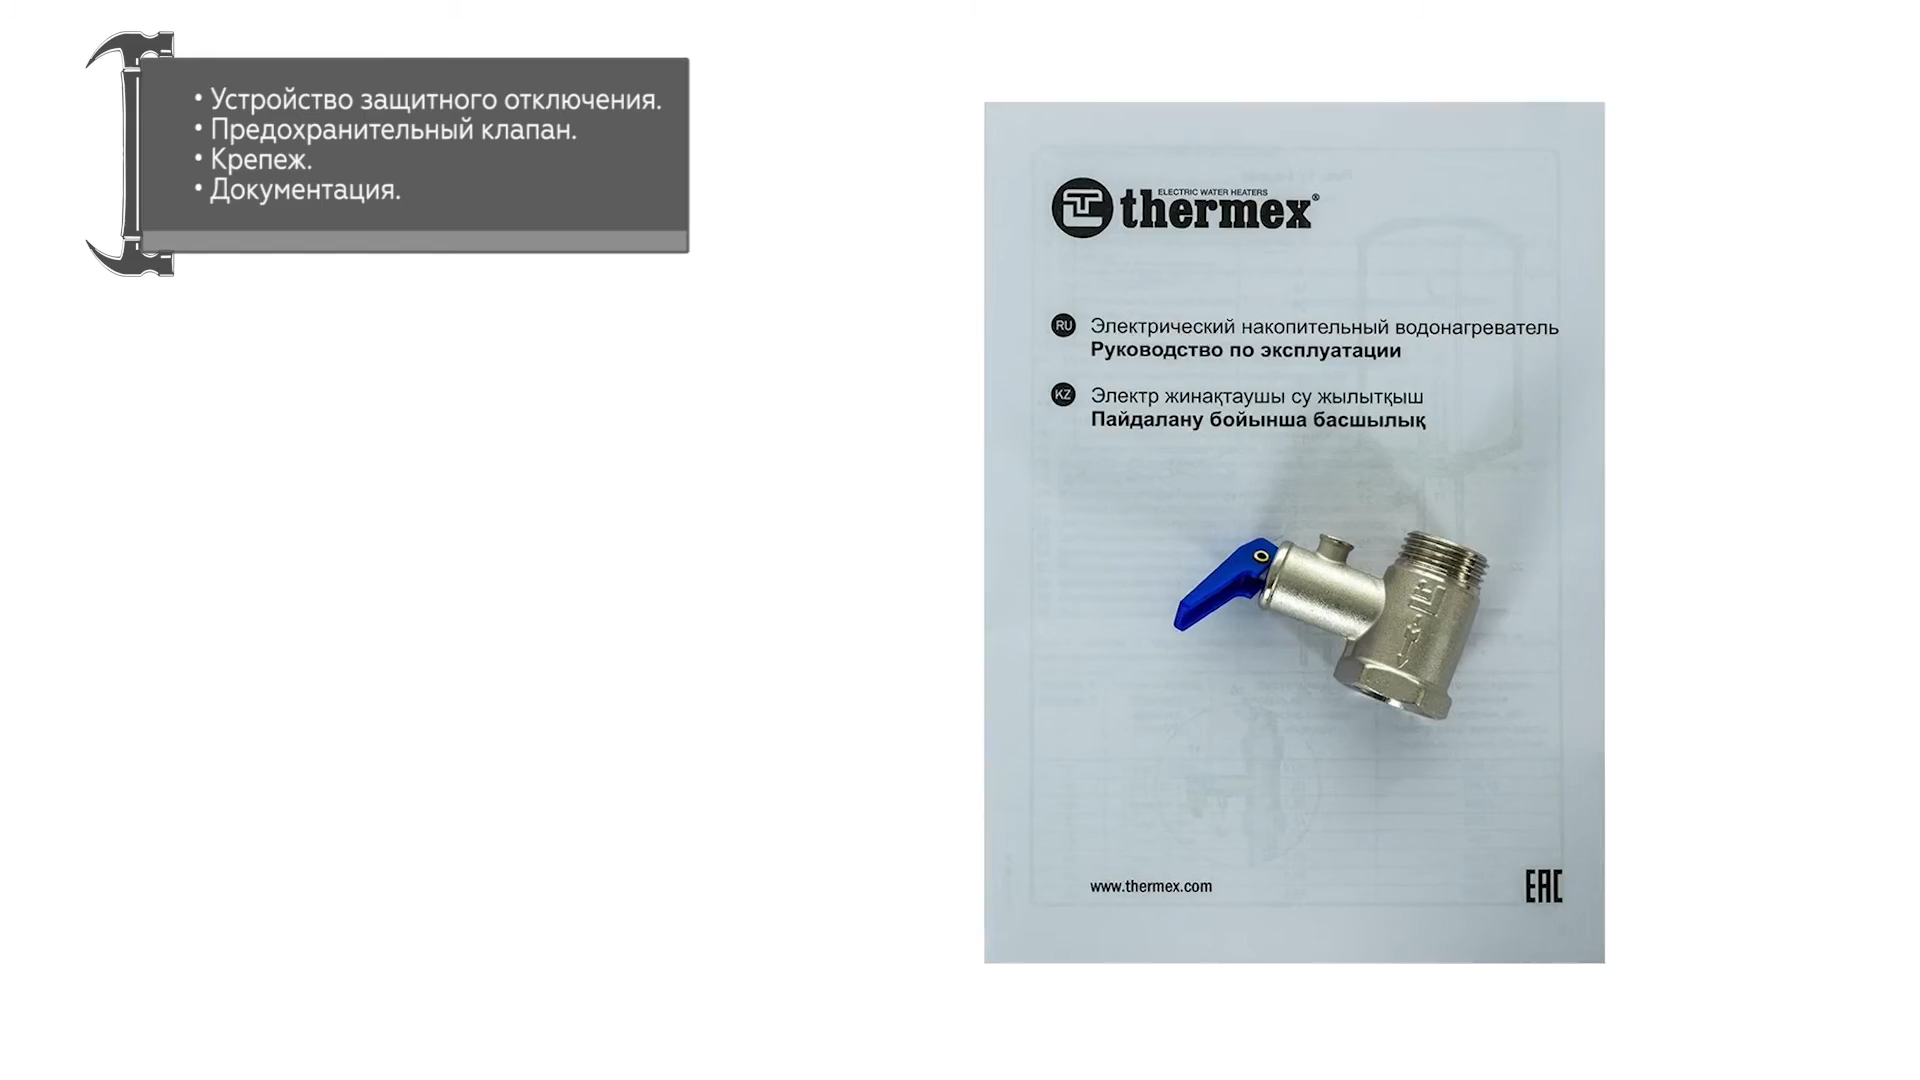 • Устройство защитного отключения.
• Предохранительный клапан.
• Крепеж.
• Документация.
ELECTRIC WATER HEATERS
thermex®
RU Электрический накопительный водонагреватель
Руководство по эксплуатации
KZ Электр жинақтаушы су жылытқыш
Пайдалану бойынша басшылық
www.thermex.com
EAC